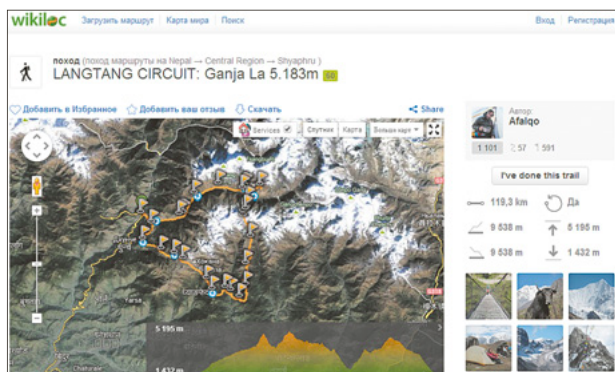 wikiloc
Загрузить маршрут Карта мира Поиск
Вход Регистрация
поход (поход маршруты на Nepal → Central Region → Shyaphru )
LANGTANG CIRCUIT: Ganja La 5.183m 50
Добавить в Избранное Добавить ваш отзыв Скачать
Share
Services Спутник Карта Больше карт
Автор:
Afalqo
1 101 57 591
I've done this trail
119,3 km Да
9 538 m 5 195 m
9 538 m 1 432 m
Yarsa
5 195 m
1 432 m
Chaturale